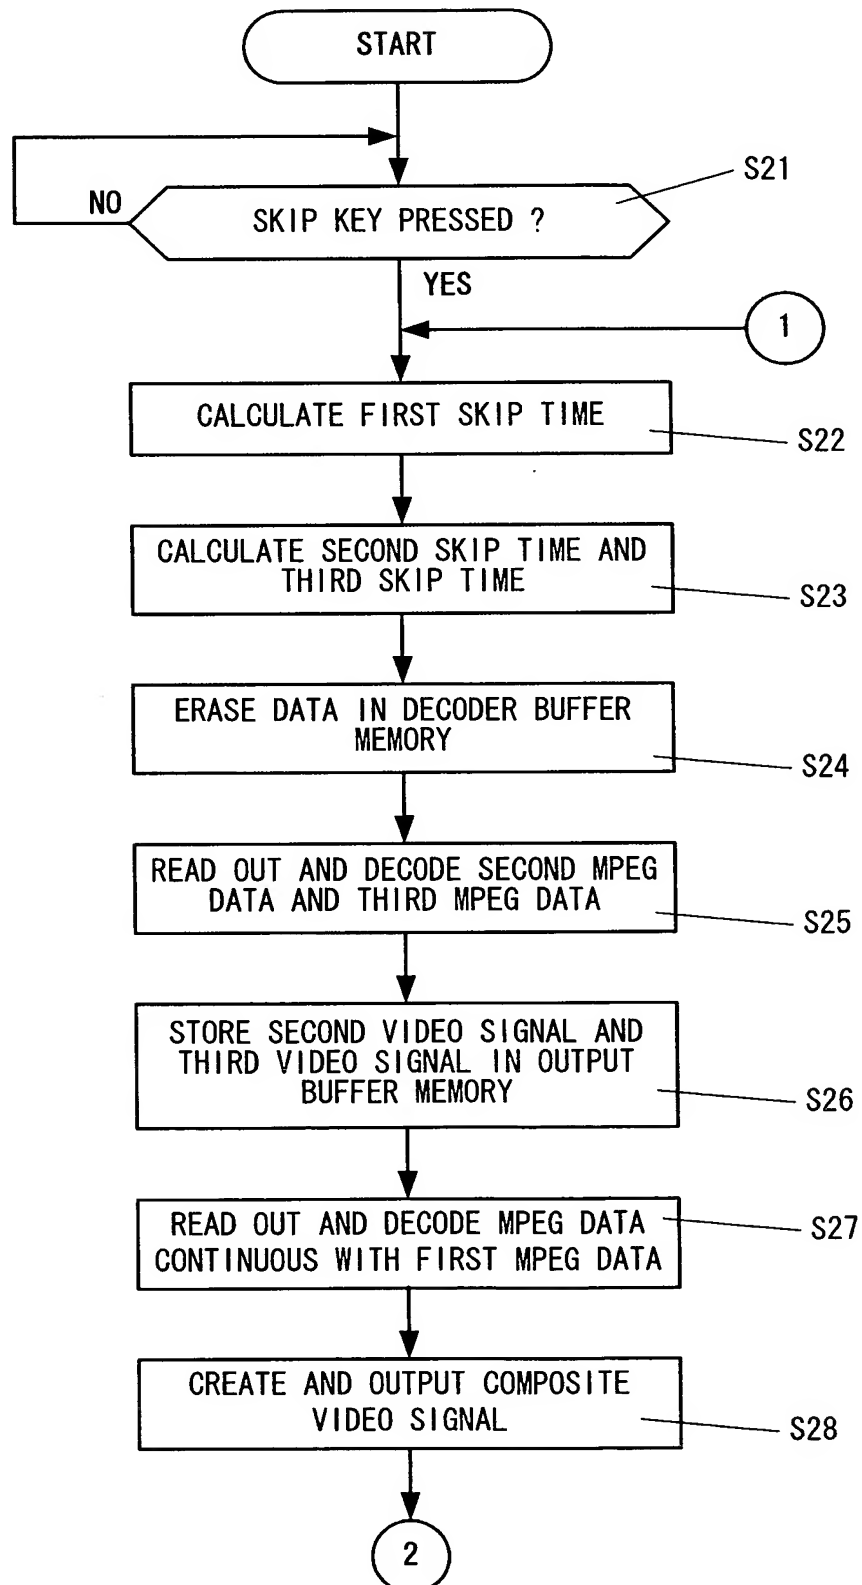 START
S21
NO
SKIP KEY PRESSED ?
YES
1
CALCULATE FIRST SKIP TIME
S22
CALCULATE SECOND SKIP TIME AND
THIRD SKIP TIME
S23
ERASE DATA IN DECODER BUFFER
MEMORY
S24
READ OUT AND DECODE SECOND MPEG
DATA AND THIRD MPEG DATA
S25
STORE SECOND VIDEO SIGNAL AND
THIRD VIDEO SIGNAL IN OUTPUT
BUFFER MEMORY
S26
READ OUT AND DECODE MPEG DATA
S27
CONTINUOUS WITH FIRST MPEG DATA
CREATE AND OUTPUT COMPOSITE
VIDEO SIGNAL
S28
2